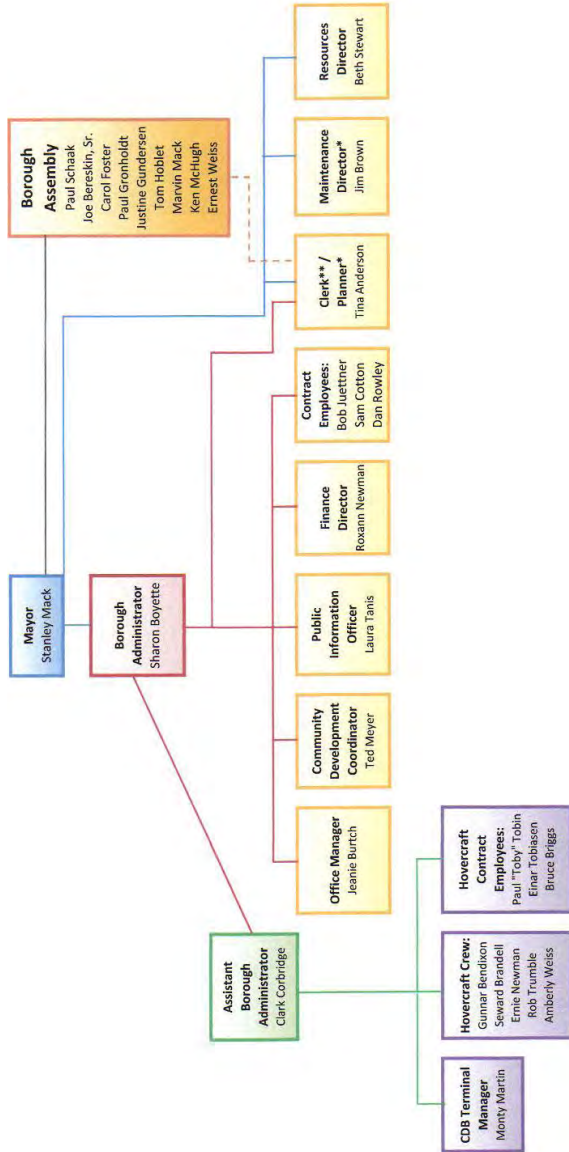 Mayor
Stanley Mack
Borough
Assembly
Paul Schaak
Joe Bereskin, Sr.
Carol Foster
Paul Gronholdt
Justine Gundersen
Tom Hoblet
Marvin Mack
Ken McHugh
Ernest Weiss
Borough
Administrator
Sharon Boyette
Assistant
Borough
Administrator
Clark Corbridge
Office Manager
Jeanie Burtch
Community
Development
Coordinator
Ted Meyer
Public
Information
Officer
Laura Tanis
Finance
Director
Roxann Newman
Contract
Employees:
Bob Juettner
Sam Cotton
Dan Rowley
Clerk** /
Planner*
Tina Anderson
Maintenance
Director*
Jim Brown
Resources
Director
Beth Stewart
CDB Terminal
Manager
Monty Martin
Hovercraft Crew:
Gunnar Bendixon
Seward Brandell
Ernie Newman
Rob Trumble
Amberly Weiss
Hovercraft
Contract
Employees:
Paul "Toby" Tobin
Einar Tobiasen
Bruce Briggs